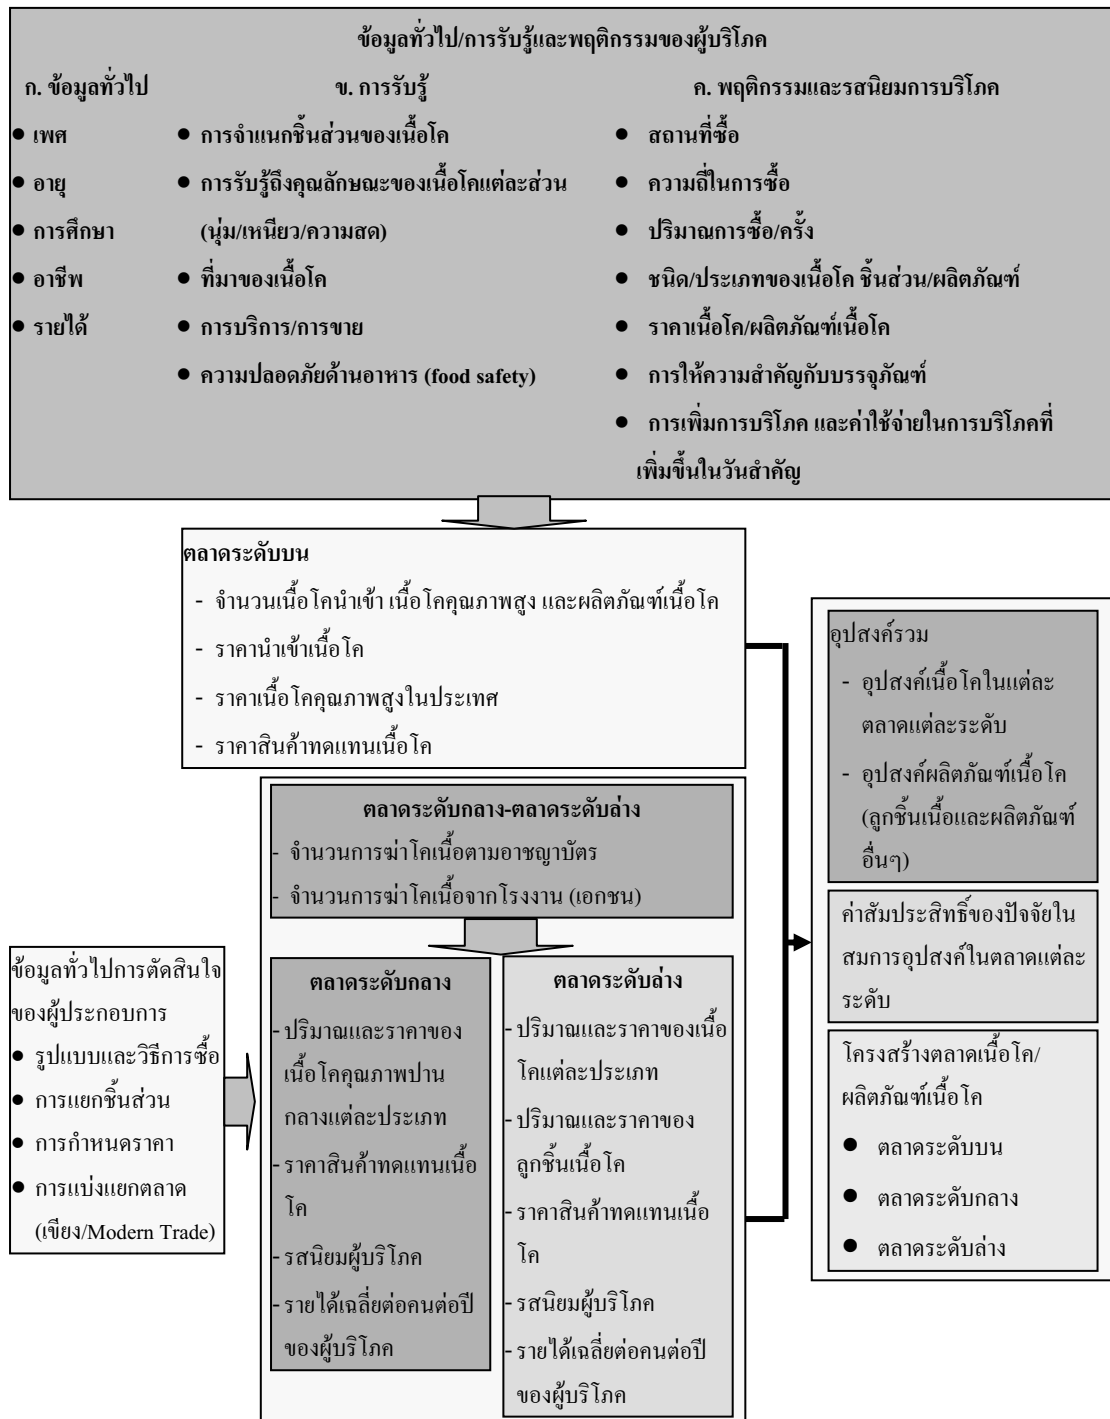 ข้อมูลทั่วไป/การรับรู้และพฤติกรรมของผู้บริโภค
ก. ข้อมูลทั่วไป
● เพศ
● อายุ
● การศึกษา
● อาชีพ
● รายได้
ข. การรับรู้
● การจำแนกชิ้นส่วนของเนื้อโค
● การรับรู้ถึงคุณลักษณะของเนื้อโคแต่ละส่วน
(นุ่ม/เหนียว/ความสด)
● ที่มาของเนื้อโค
● การบริการ/การขาย
● ความปลอดภัยด้านอาหาร (food safety)
ค. พฤติกรรมและรสนิยมการบริโภค
● สถานที่ซื้อ
● ความถี่ในการซื้อ
● ปริมาณการซื้อ/ครั้ง
● ชนิด/ประเภทของเนื้อโค ชิ้นส่วน/ผลิตภัณฑ์
● ราคาเนื้อโค/ผลิตภัณฑ์เนื้อโค
● การให้ความสำคัญกับบรรจุภัณฑ์
● การเพิ่มการบริโภค และค่าใช้จ่ายในการบริโภคที่
เพิ่มขึ้นในวันสำคัญ
ตลาดระดับบน
- จำนวนเนื้อโคนำเข้า เนื้อโคคุณภาพสูง และผลิตภัณฑ์เนื้อโค
- ราคานำเข้าเนื้อโค
- ราคาเนื้อโคคุณภาพสูงในประเทศ
- ราคาสินค้าทดแทนเนื้อโค
ตลาดระดับกลาง-ตลาดระดับล่าง
- จำนวนการฆ่าโคเนื้อตามอาชญาบัตร
- จำนวนการฆ่าโคเนื้อจากโรงงาน (เอกชน)
ข้อมูลทั่วไปการตัดสินใจ
ของผู้ประกอบการ
● รูปแบบและวิธีการซื้อ
● การแยกชิ้นส่วน
● การกำหนดราคา
● การแบ่งแยกตลาด
(เขียง/Modern Trade)
ตลาดระดับกลาง
- ปริมาณและราคาของ
เนื้อโคคุณภาพปาน
กลางแต่ละประเภท
- ราคาสินค้าทดแทนเนื้อ
โค
- รสนิยมผู้บริโภค
- รายได้เฉลี่ยต่อคนต่อปี
ของผู้บริโภค
ตลาดระดับล่าง
- ปริมาณและราคาของเนื้อ
โคแต่ละประเภท
- ปริมาณและราคาของ
ลูกชิ้นเนื้อโค
- ราคาสินค้าทดแทนเนื้อ
โค
- รสนิยมผู้บริโภค
- รายได้เฉลี่ยต่อคนต่อปี
ของผู้บริโภค
อุปสงค์รวม
- อุปสงค์เนื้อโคในแต่ละ
ตลาดแต่ละระดับ
- อุปสงค์ผลิตภัณฑ์เนื้อโค
(ลูกชิ้นเนื้อและผลิตภัณฑ์
อื่นๆ)
ค่าสัมประสิทธิ์ของปัจจัยใน
สมการอุปสงค์ในตลาดแต่ละ
ระดับ
โครงสร้างตลาดเนื้อโค/
ผลิตภัณฑ์เนื้อโค
● ตลาดระดับบน
● ตลาดระดับกลาง
● ตลาดระดับล่าง